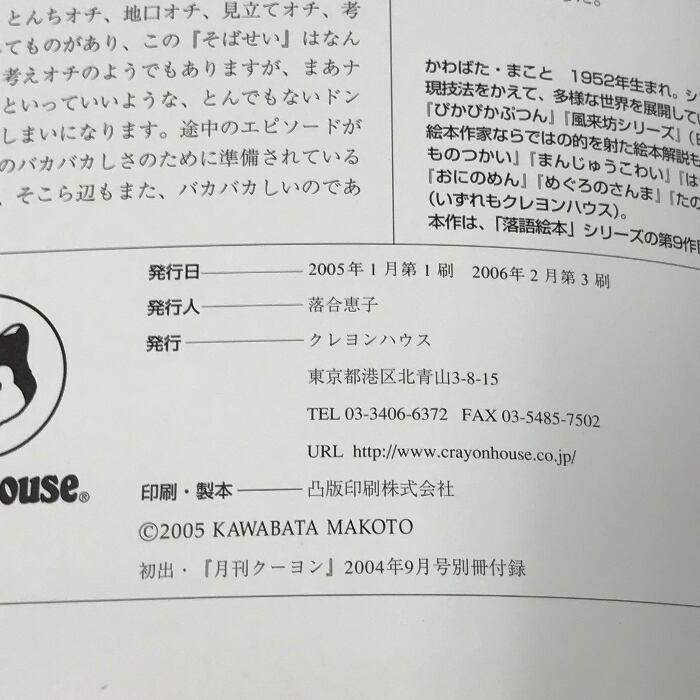 とんちオチ、地口オチ、見立てオチ、考
てものがあり、この『そばせい』はなん
考えオチのようでもありますが、まあナ
といっていいような、とんでもないドン
しまいになります。途中のエピソードが
のバカバカしさのために準備されている
、そこら辺もまた、バカバカしいのであ
た。
かわばた・まこと 1952年生まれ。シ
現技法をかえて、多様な世界を展開してい
『ぴかぴかぷつん』『風来坊シリーズ』(
絵本作家ならではの的を射た絵本解説も
ものつかい』『まんじゅうこわい』『は
『おにのめん』『めぐろのさんま』『たの
(いずれもクレヨンハウス)。
本作は、「落語絵本」シリーズの第9作目
発行日 2005年1月第1刷 2006年2月第3刷
発行人 落合恵子
発行 クレヨンハウス
東京都港区北青山3-8-15
TEL 03-3406-6372 FAX 03-5485-7502
URL http://www.crayonhouse.co.jp/
ouse®
印刷・製本 凸版印刷株式会社
©2005 KAWABATA MAKOTO
初出・『月刊クーヨン』2004年9月号別冊付録